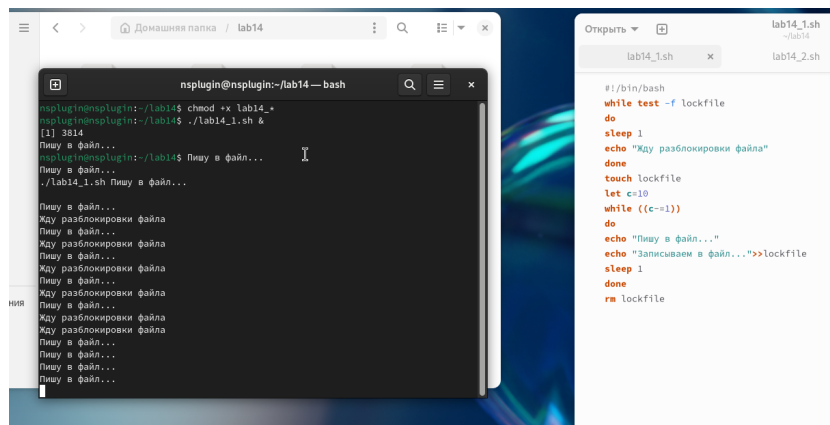 Домашняя папка / lab14
nsplugin@nsplugin:~/lab14 — bash
nsplugin@nsplugin:~/lab14$ chmod +x lab14_*
nsplugin@nsplugin:~/lab14$ ./lab14_1.sh &
[1] 3814
Пишу в файл...
nsplugin@nsplugin:~/lab14$ Пишу в файл...
Пишу в файл...
./lab14_1.sh Пишу в файл...
Пишу в файл...
Жду разблокировки файла
Пишу в файл...
Жду разблокировки файла
Пишу в файл...
Жду разблокировки файла
Пишу в файл...
Жду разблокировки файла
Пишу в файл...
Жду разблокировки файла
Жду разблокировки файла
Пишу в файл...
Пишу в файл...
Пишу в файл...
Пишу в файл...
ния
Открыть
lab14_1.sh
~/lab14
lab14_1.sh
lab14_2.sh
#!/bin/bash
while test -f lockfile
do
sleep 1
echo "Жду разблокировки файла"
done
touch lockfile
let c=10
while ((c-=1))
do
echo "Пишу в файл..."
echo "Записываем в файл...">>lockfile
sleep 1
done
rm lockfile